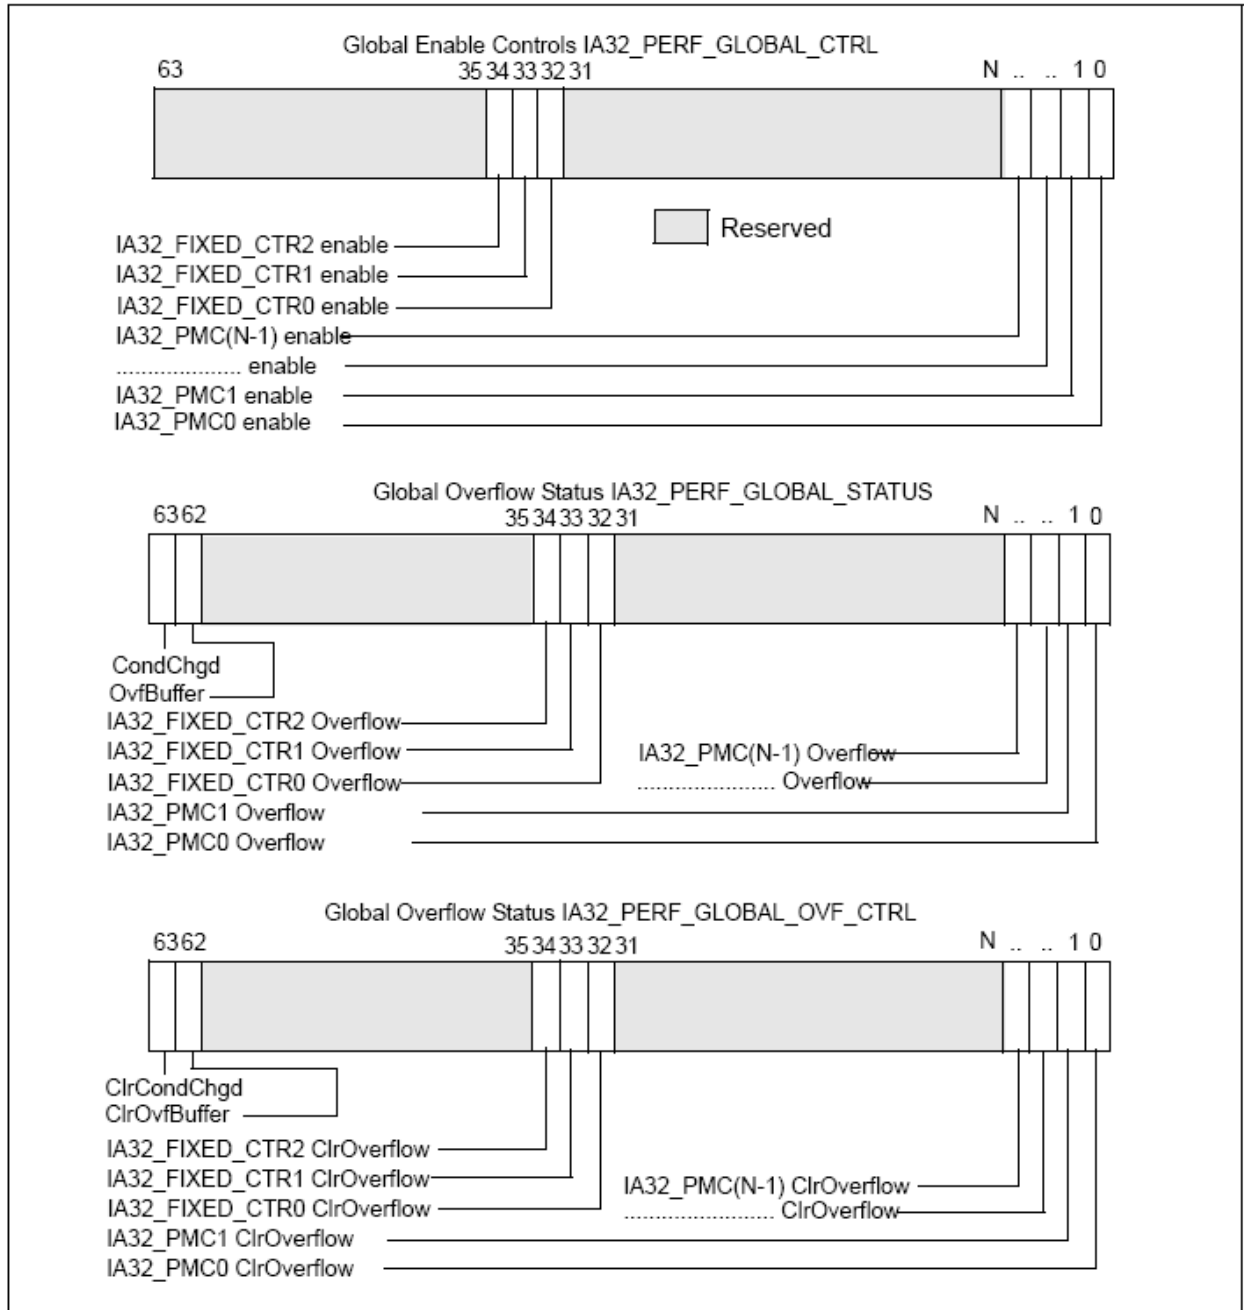 Global Enable Controls IA32_PERF_GLOBAL_CTRL
63 35 34 33 32 31 N .. .. 1 0
Reserved
IA32_FIXED_CTR2 enable
IA32_FIXED_CTR1 enable
IA32_FIXED_CTR0 enable
IA32_PMC(N-1) enable
.................... enable
IA32_PMC1 enable
IA32_PMC0 enable
Global Overflow Status IA32_PERF_GLOBAL_STATUS
63 62 35 34 33 32 31 N .. .. 1 0
CondChgd
OvfBuffer
IA32_FIXED_CTR2 Overflow
IA32_FIXED_CTR1 Overflow
IA32_FIXED_CTR0 Overflow
IA32_PMC(N-1) Overflow
...................... Overflow
IA32_PMC1 Overflow
IA32_PMC0 Overflow
Global Overflow Status IA32_PERF_GLOBAL_OVF_CTRL
63 62 35 34 33 32 31 N .. .. 1 0
ClrCondChgd
ClrOvfBuffer
IA32_FIXED_CTR2 ClrOverflow
IA32_FIXED_CTR1 ClrOverflow
IA32_FIXED_CTR0 ClrOverflow
IA32_PMC(N-1) ClrOverflow
........................ ClrOverflow
IA32_PMC1 ClrOverflow
IA32_PMC0 ClrOverflow